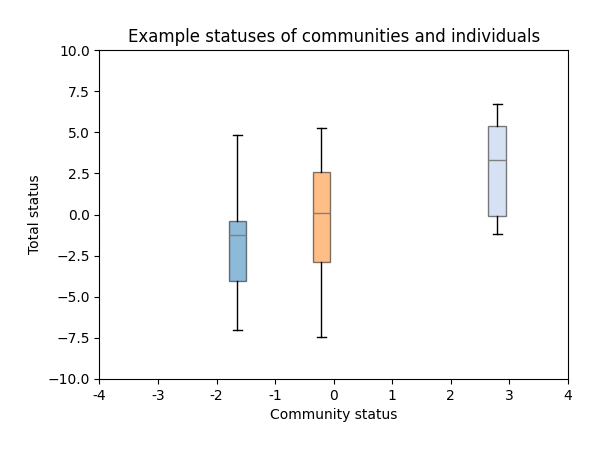 Example statuses of communities and individuals
10.0
7.5
5.0
2.5
0.0
−2.5
−5.0
−7.5
−10.0
Total status
-4 -3 -2 -1 0 1 2 3 4
Community status